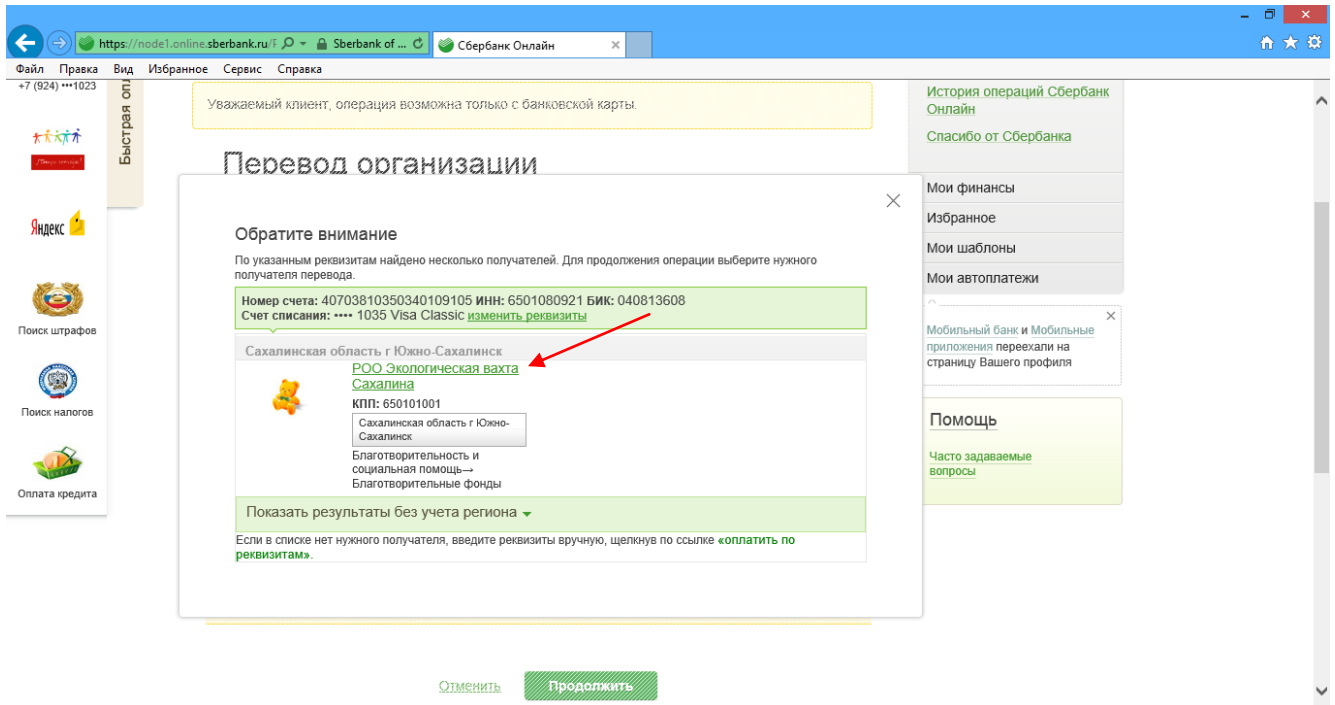 https://node1.online.sberbank.ru/F
Sberbank of ...
Сбербанк Онлайн
Файл Правка Вид Избранное Сервис Справка
+7 (924) •••1023
Быстрая опл
Яндекс
Поиск штрафов
Поиск налогов
Оплата кредита
Уважаемый клиент, операция возможна только с банковской карты.
Перевод организации
Обратите внимание
По указанным реквизитам найдено несколько получателей. Для продолжения операции выберите нужного
получателя перевода.
Номер счета: 40703810350340109105 ИНН: 6501080921 БИК: 040813608
Счет списания: •••• 1035 Visa Classic изменить реквизиты
Сахалинская область г Южно-Сахалинск
РОО Экологическая вахта
Сахалина
КПП: 650101001
Сахалинская область г Южно-
Сахалинск
Благотворительность и
социальная помощь→
Благотворительные фонды
Показать результаты без учета региона
Если в списке нет нужного получателя, введите реквизиты вручную, щелкнув по ссылке «оплатить по
реквизитам».
Отменить
Продолжить
История операций Сбербанк
Онлайн
Спасибо от Сбербанка
Мои финансы
Избранное
Мои шаблоны
Мои автоплатежи
Мобильный банк и Мобильные
приложения переехали на
страницу Вашего профиля
Помощь
Часто задаваемые
вопросы